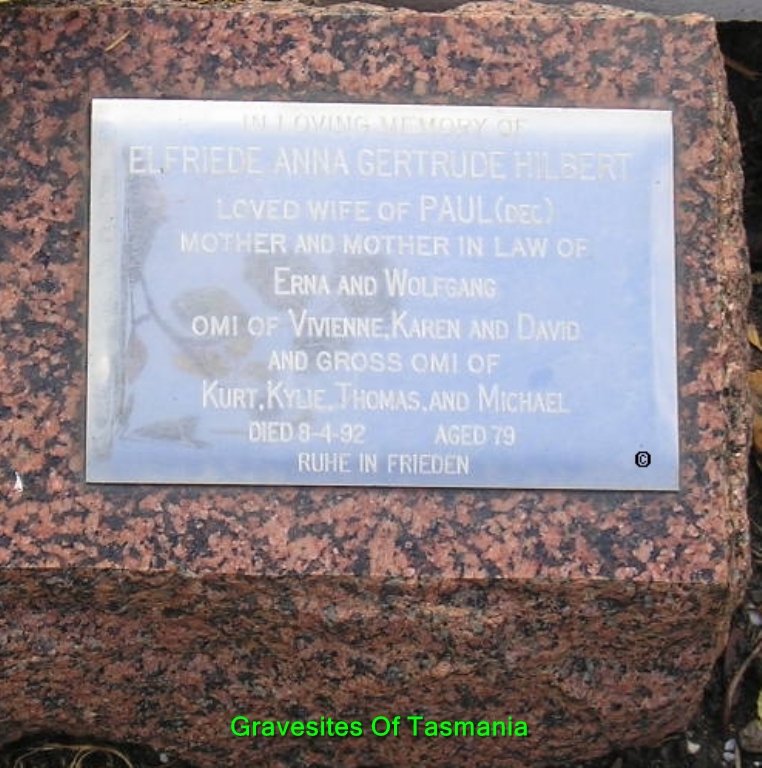 IN LOVING MEMORY OF
ELFRIEDE ANNA GERTRUDE HILBERT
LOVED WIFE OF PAUL (DEC)
MOTHER AND MOTHER IN LAW OF
ERNA AND WOLFGANG
OMI OF VIVIENNE, KAREN AND DAVID
AND GROSS OMI OF
KURT, KYLIE, THOMAS, AND MICHAEL
DIED 8-4-92 AGED 79
RUHE IN FRIEDEN
©
Gravesites Of Tasmania